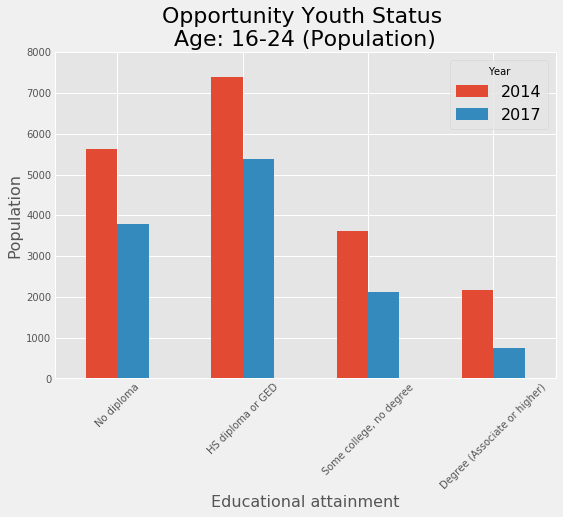 Opportunity Youth Status
Age: 16-24 (Population)
Year
2014
2017
8000
7000
6000
5000
4000
3000
2000
1000
0
Population
No diploma
HS diploma or GED
Some college, no degree
Degree (Associate or higher)
Educational attainment